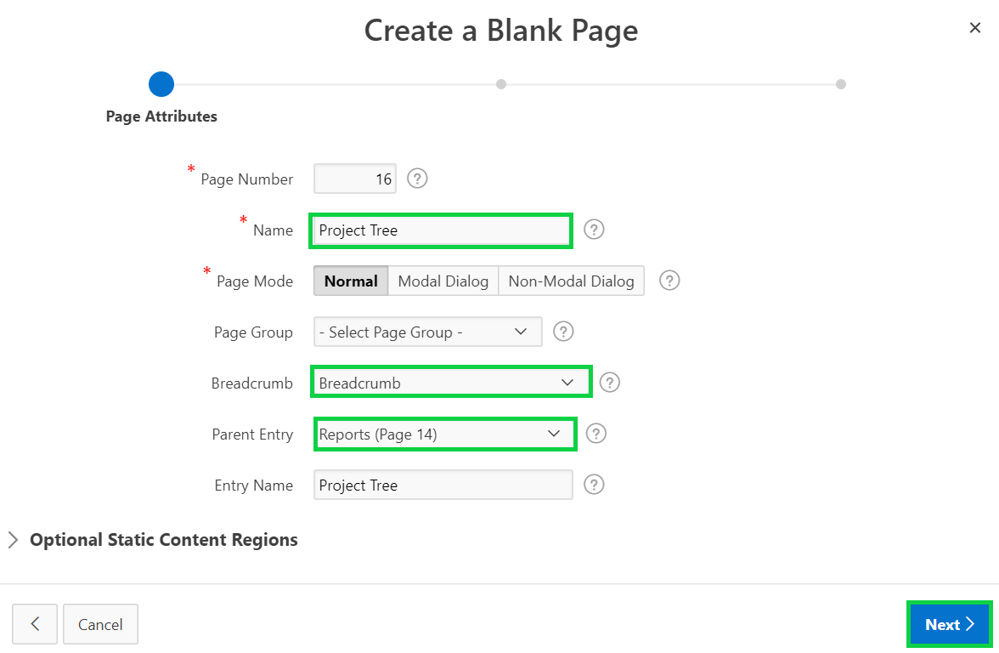 Create a Blank Page
Page Attributes
* Page Number 16 ?
* Name Project Tree ?
* Page Mode Normal Modal Dialog Non-Modal Dialog ?
Page Group - Select Page Group - ?
Breadcrumb Breadcrumb ?
Parent Entry Reports (Page 14) ?
Entry Name Project Tree ?
Optional Static Content Regions
Cancel Next